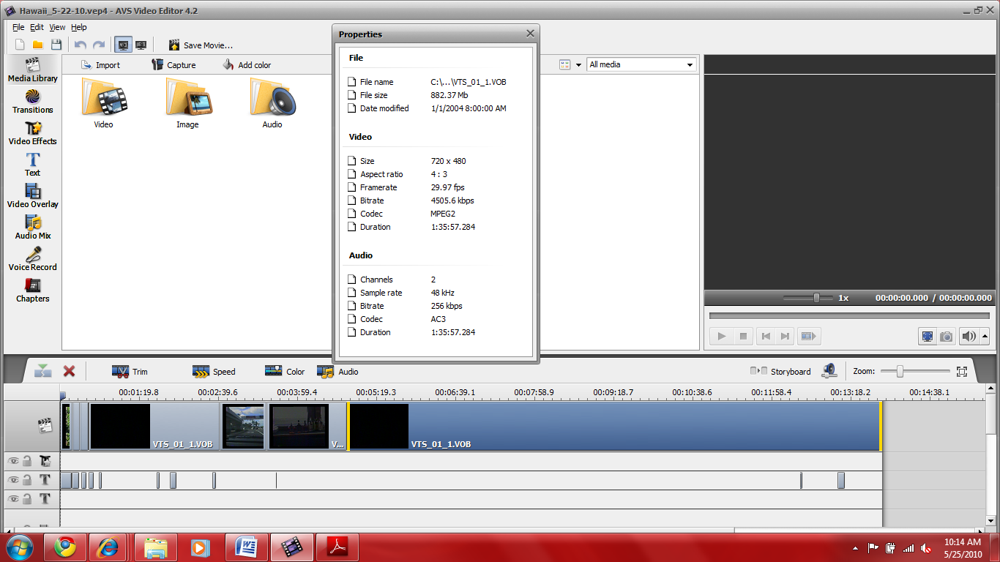 Hawaii_5-22-10.vep4 - AVS Video Editor 4.2
File Edit View Help
4:3 16:9 Save Movie...
Media Library
Transitions
Video Effects
Text
Video Overlay
Audio Mix
Voice Record
Chapters
Import Capture Add color
All media
Video Image Audio
Properties
File
File name C:\...\VTS_01_1.VOB
File size 882.37 Mb
Date modified 1/1/2004 8:00:00 AM
Video
Size 720 x 480
Aspect ratio 4 : 3
Framerate 29.97 fps
Bitrate 4505.6 kbps
Codec MPEG2
Duration 1:35:57.284
Audio
Channels 2
Sample rate 48 kHz
Bitrate 256 kbps
Codec AC3
Duration 1:35:57.284
1x 00:00:00.000 / 00:00:00.000
Trim Speed Color Audio Storyboard Zoom:
00:01:19.8 00:02:39.6 00:03:59.4 00:05:19.3 00:06:39.1 00:07:58.9 00:09:18.7 00:10:38.6 00:11:58.4 00:13:18.2 00:14:38.1
VTS_01_1.VOB V... VTS_01_1.VOB
10:14 AM
5/25/2010